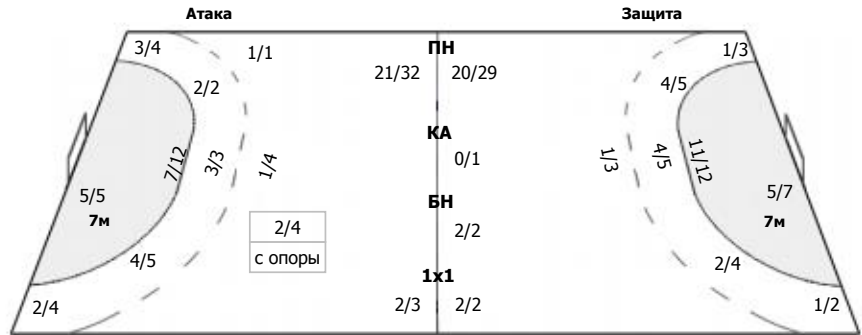 Атака Защита
3/4 1/1 ПН 1/3
21/32 20/29
2/2 4/5
КА
7/12 3/3 1/4 0/1 1/3 4/5 11/12
5/5 БН 5/7
7м 7м
2/4 2/2
с опоры
4/5 2/4
1x1
2/4 2/3 2/2 1/2